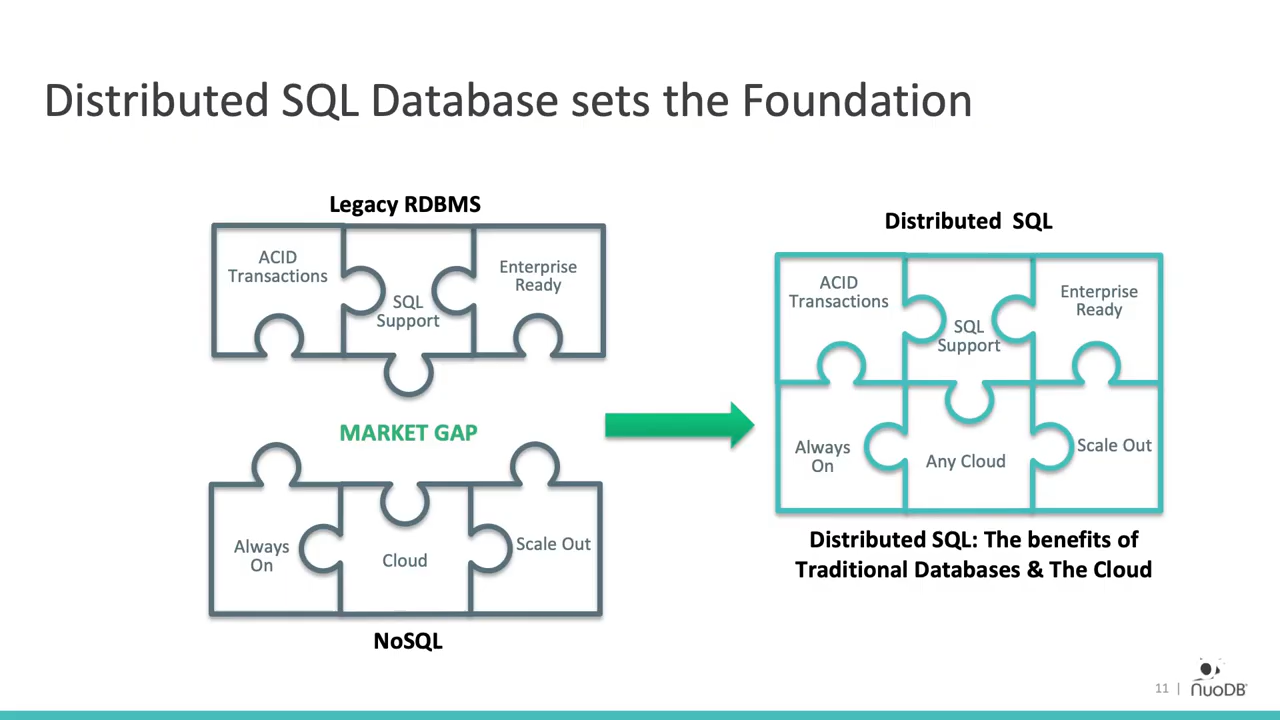 Distributed SQL Database sets the Foundation
Legacy RDBMS
ACID
Transactions
SQL
Support
Enterprise
Ready
MARKET GAP
Always
On
Cloud
Scale Out
NoSQL
Distributed SQL
ACID
Transactions
SQL
Support
Enterprise
Ready
Always
On
Any Cloud
Scale Out
Distributed SQL: The benefits of
Traditional Databases & The Cloud
11 |
NuoDB